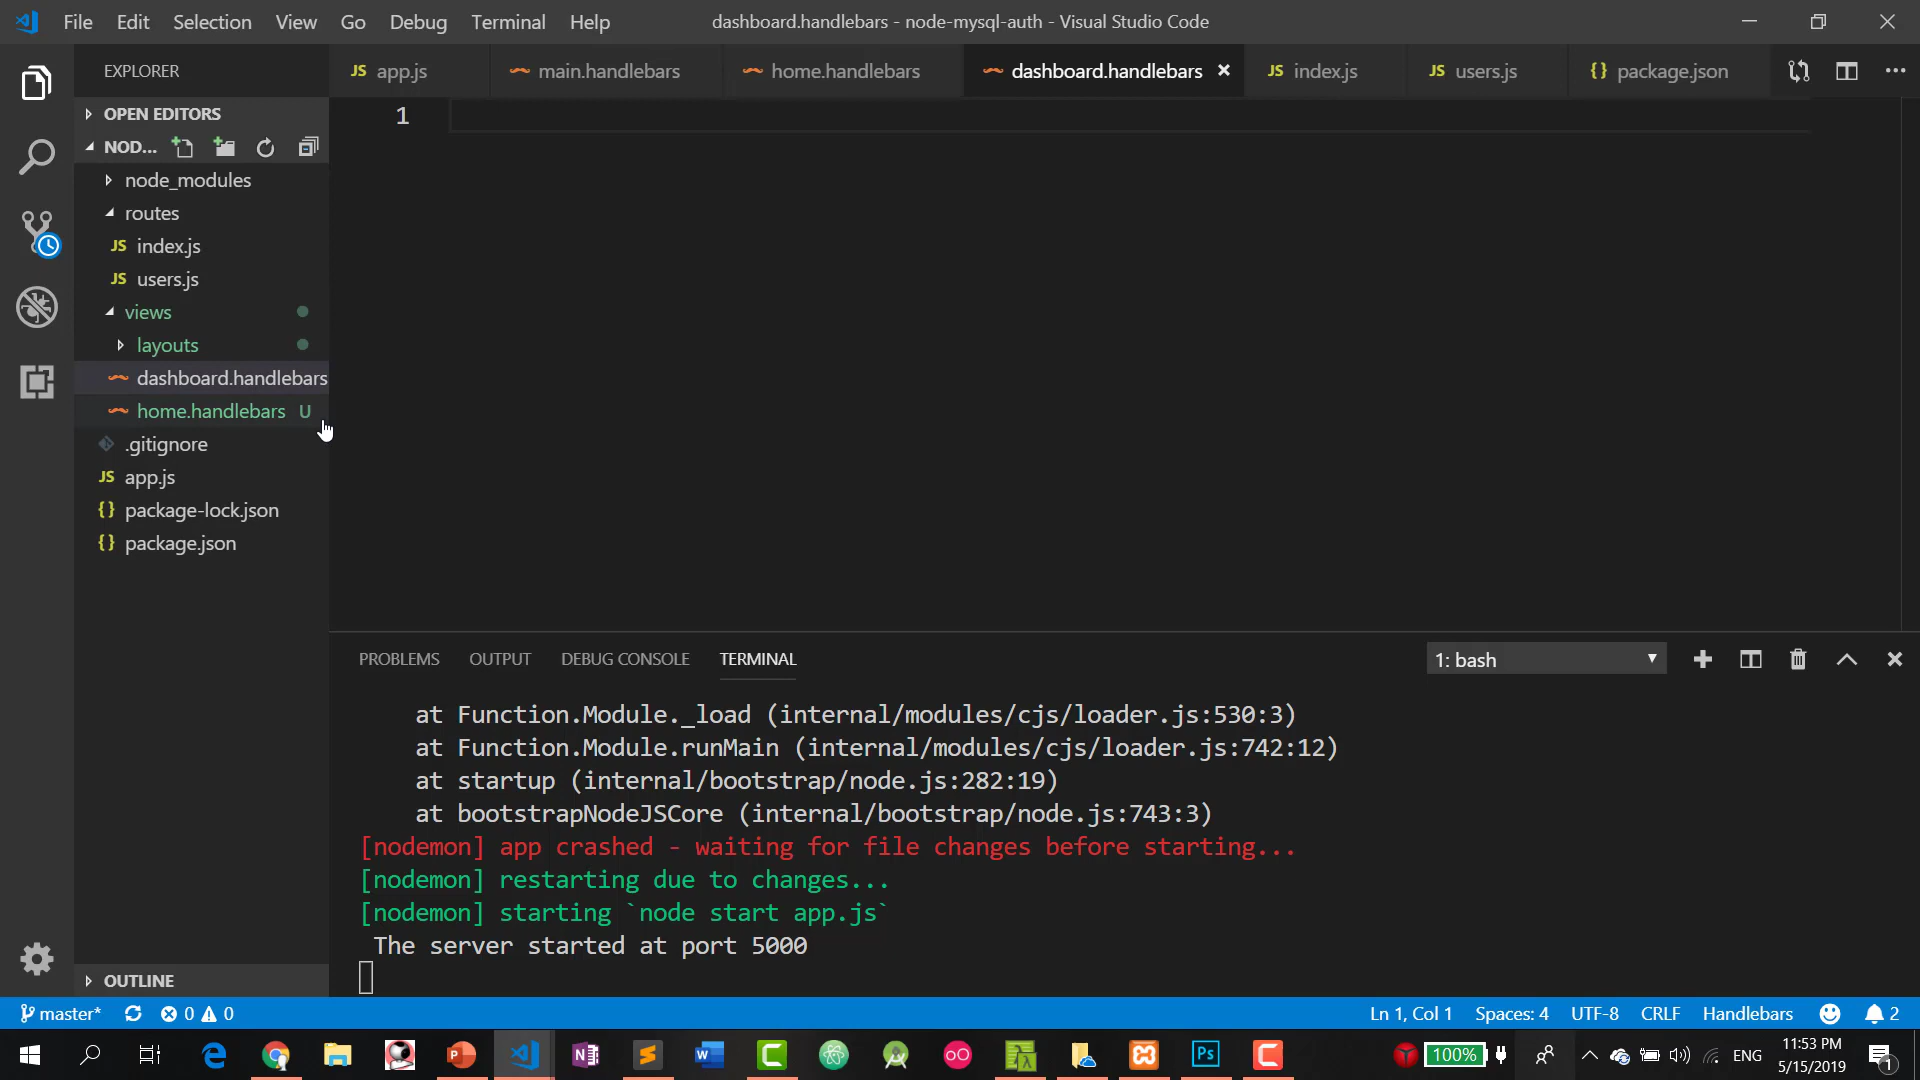 File Edit Selection View Go Debug Terminal Help
dashboard.handlebars - node-mysql-auth - Visual Studio Code
EXPLORER
JS app.js
main.handlebars
home.handlebars
dashboard.handlebars
JS index.js
JS users.js
{} package.json
OPEN EDITORS
NOD...
node_modules
routes
JS index.js
JS users.js
views
layouts
dashboard.handlebars
home.handlebars U
.gitignore
JS app.js
{} package-lock.json
{} package.json
OUTLINE
1
PROBLEMS OUTPUT DEBUG CONSOLE TERMINAL
1: bash
at Function.Module._load (internal/modules/cjs/loader.js:530:3)
at Function.Module.runMain (internal/modules/cjs/loader.js:742:12)
at startup (internal/bootstrap/node.js:282:19)
at bootstrapNodeJSCore (internal/bootstrap/node.js:743:3)
[nodemon] app crashed - waiting for file changes before starting...
[nodemon] restarting due to changes...
[nodemon] starting `node start app.js`
The server started at port 5000
master* 0 0
Ln 1, Col 1 Spaces: 4 UTF-8 CRLF Handlebars 2
100% ENG
11:53 PM
5/15/2019
1